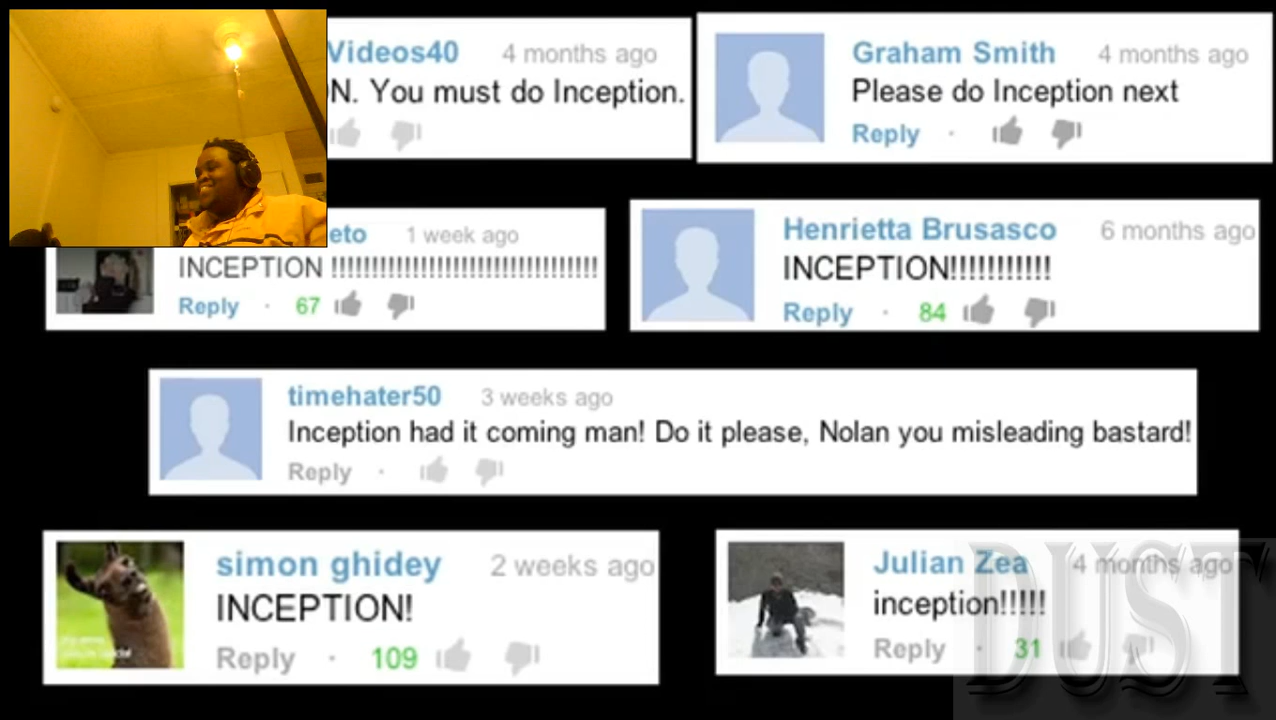 Videos40 4 months ago
N. You must do Inception.
Graham Smith 4 months ago
Please do Inception next
Reply ·
eto 1 week ago
INCEPTION !!!!!!!!!!!!!!!!!!!!!!!!!!!!!!!!!
Reply · 67
Henrietta Brusasco 6 months ago
INCEPTION!!!!!!!!!!!
Reply · 84
timehater50 3 weeks ago
Inception had it coming man! Do it please, Nolan you misleading bastard!
Reply ·
simon ghidey 2 weeks ago
INCEPTION!
Reply · 109
Julian Zea 4 months ago
inception!!!!!
Reply · 31
DUST